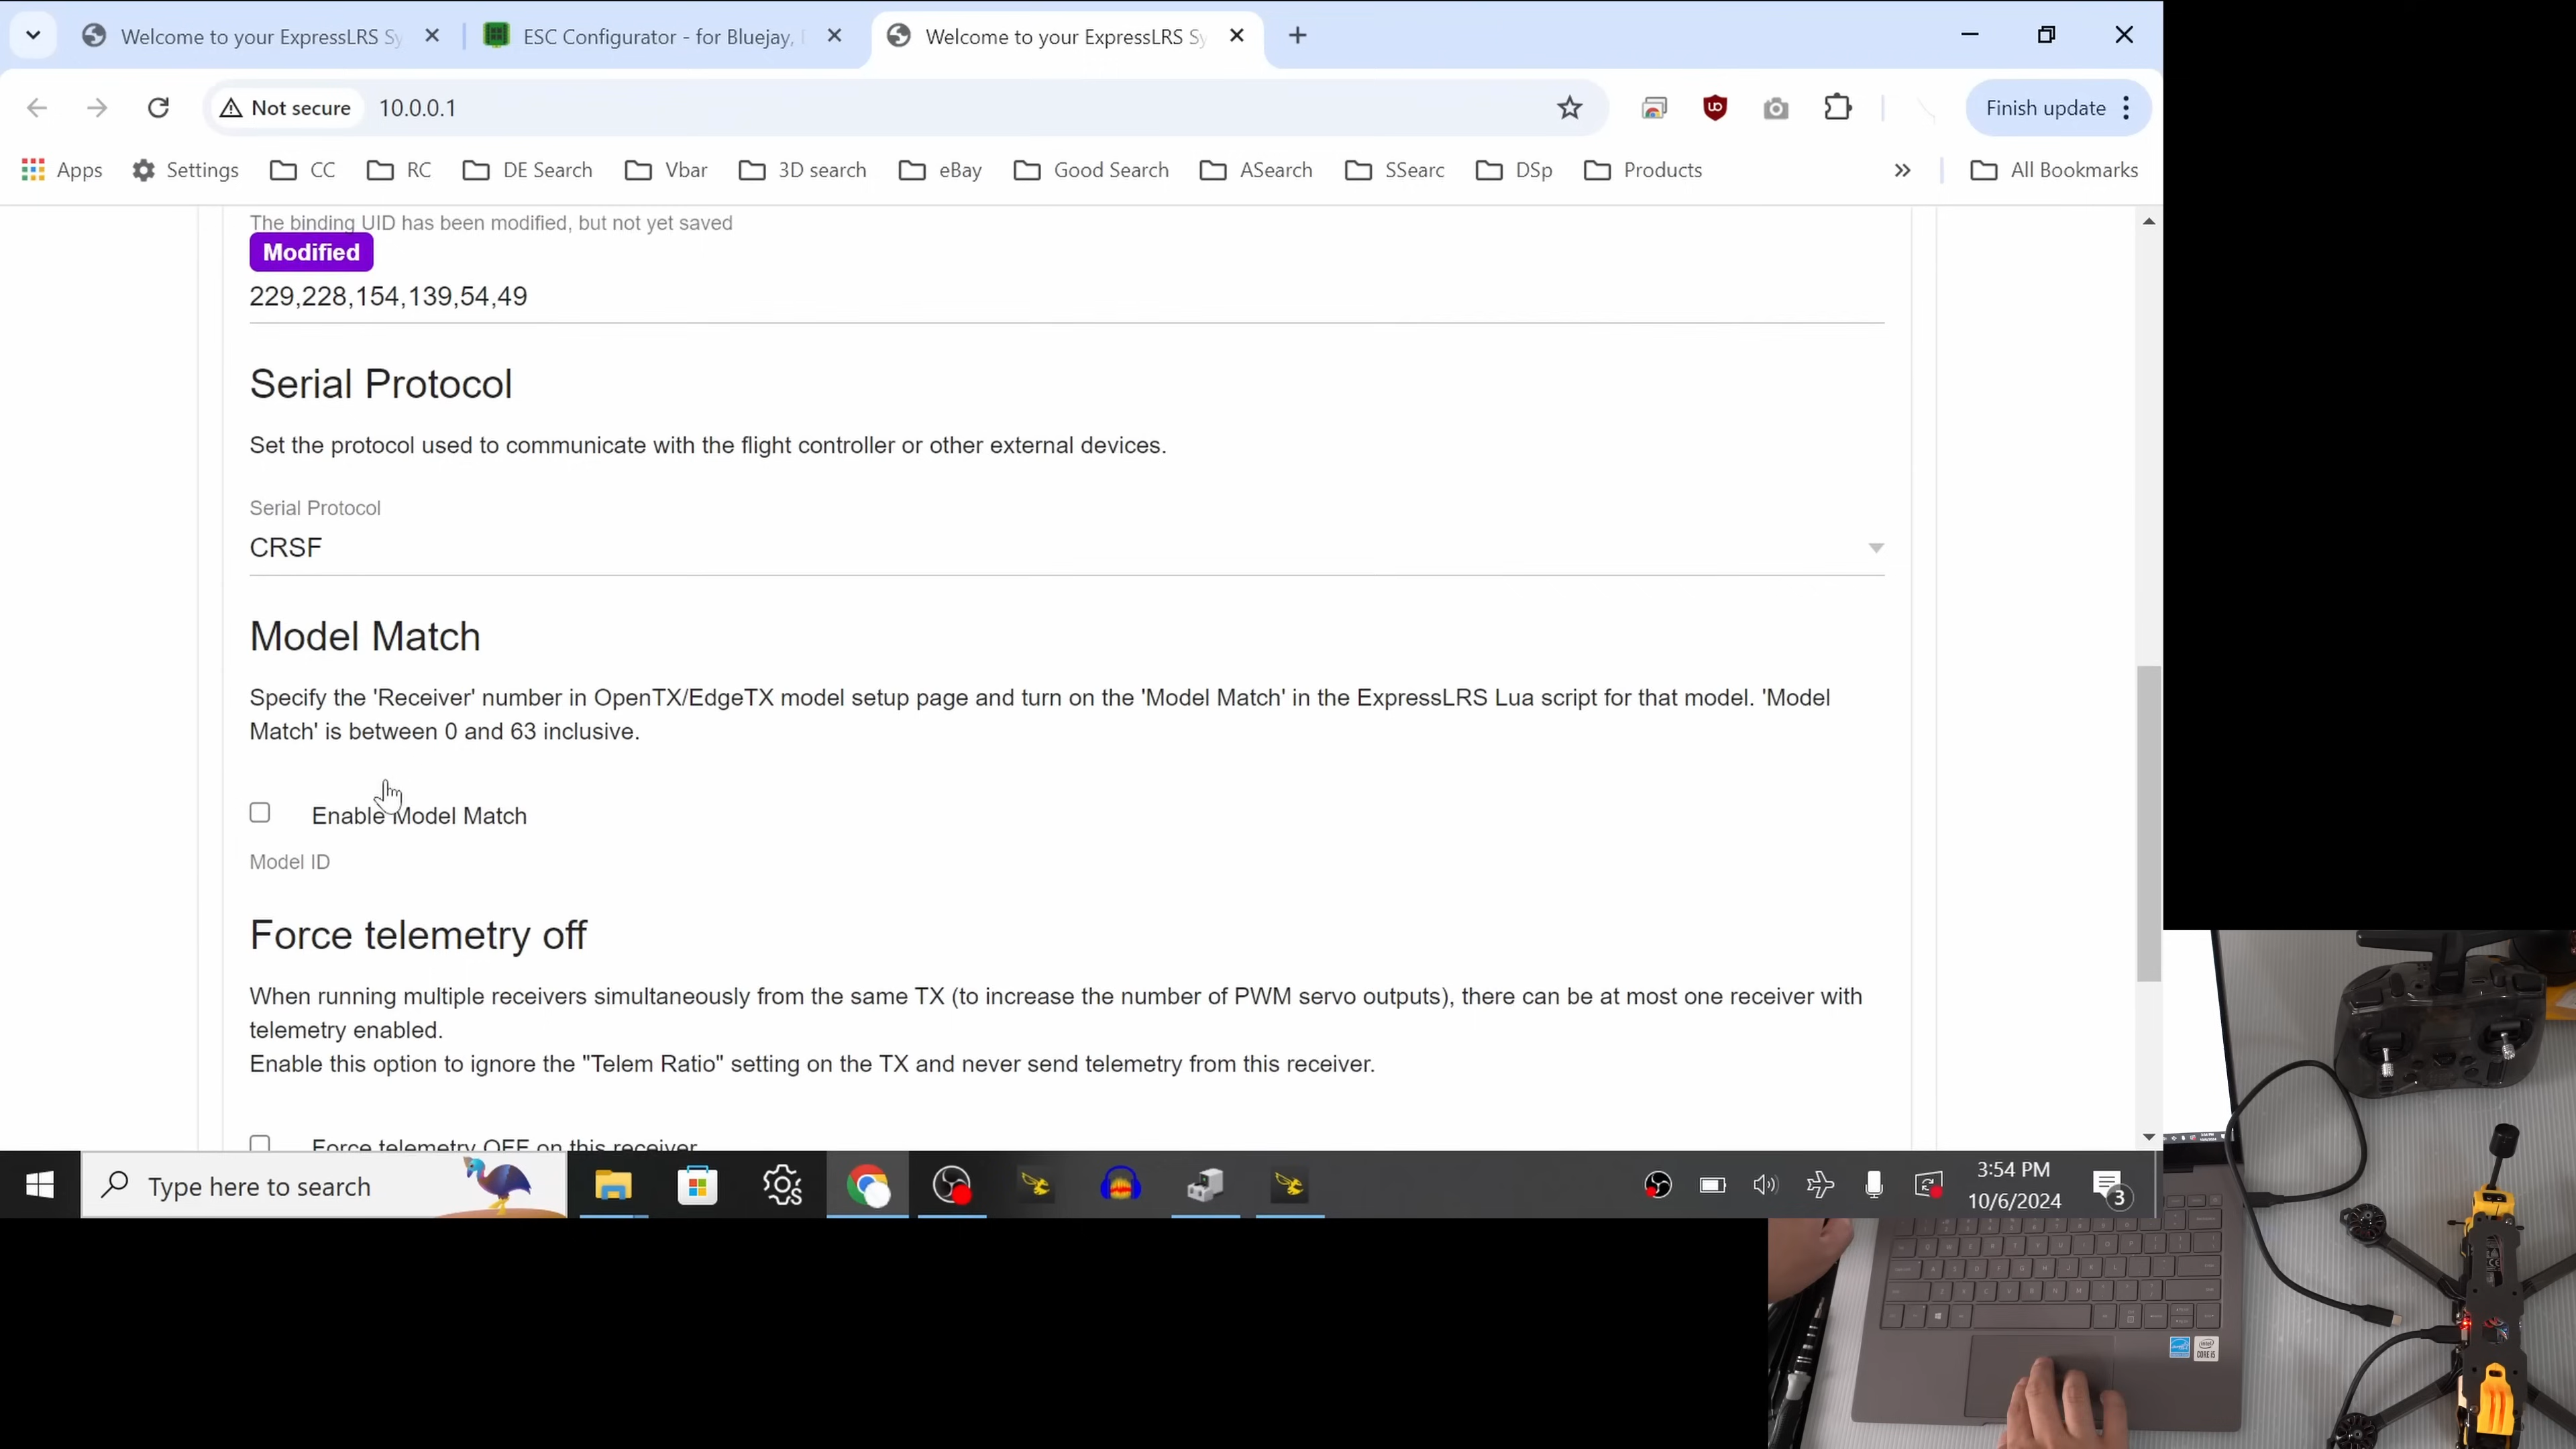 Welcome to your ExpressLRS Sy
ESC Configurator - for Bluejay,
Welcome to your ExpressLRS Sy
Not secure
10.0.0.1
Finish update
Apps
Settings
CC
RC
DE Search
Vbar
3D search
eBay
Good Search
ASearch
SSearc
DSp
Products
»
All Bookmarks
The binding UID has been modified, but not yet saved
Modified
229,228,154,139,54,49
Serial Protocol
Set the protocol used to communicate with the flight controller or other external devices.
Serial Protocol
CRSF
Model Match
Specify the 'Receiver' number in OpenTX/EdgeTX model setup page and turn on the 'Model Match' in the ExpressLRS Lua script for that model. 'Model
Match' is between 0 and 63 inclusive.
Enable Model Match
Model ID
Force telemetry off
When running multiple receivers simultaneously from the same TX (to increase the number of PWM servo outputs), there can be at most one receiver with
telemetry enabled.
Enable this option to ignore the "Telem Ratio" setting on the TX and never send telemetry from this receiver.
Force telemetry OFF on this receiver
Type here to search
3:54 PM
10/6/2024
3
CORE i5